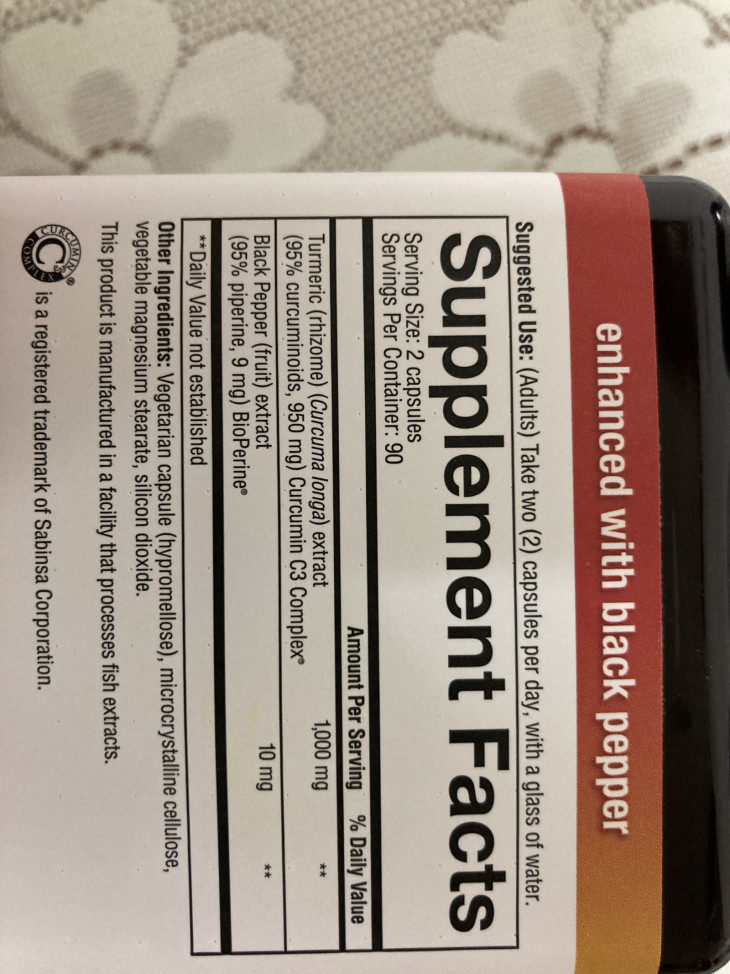 enhanced with black pepper
Suggested Use: (Adults) Take two (2) capsules per day, with a glass of water.
Supplement Facts
Serving Size: 2 capsules
Servings Per Container: 90
Amount Per Serving % Daily Value
Turmeric (rhizome) (Curcuma longa) extract 1,000 mg **
(95% curcuminoids, 950 mg) Curcumin C3 Complex®
Black Pepper (fruit) extract 10 mg **
(95% piperine, 9 mg) BioPerine®
**Daily Value not established
Other Ingredients: Vegetarian capsule (hypromellose), microcrystalline cellulose,
vegetable magnesium stearate, silicon dioxide.
This product is manufactured in a facility that processes fish extracts.
CURCUMIN C3 COMPLEX ® is a registered trademark of Sabinsa Corporation.